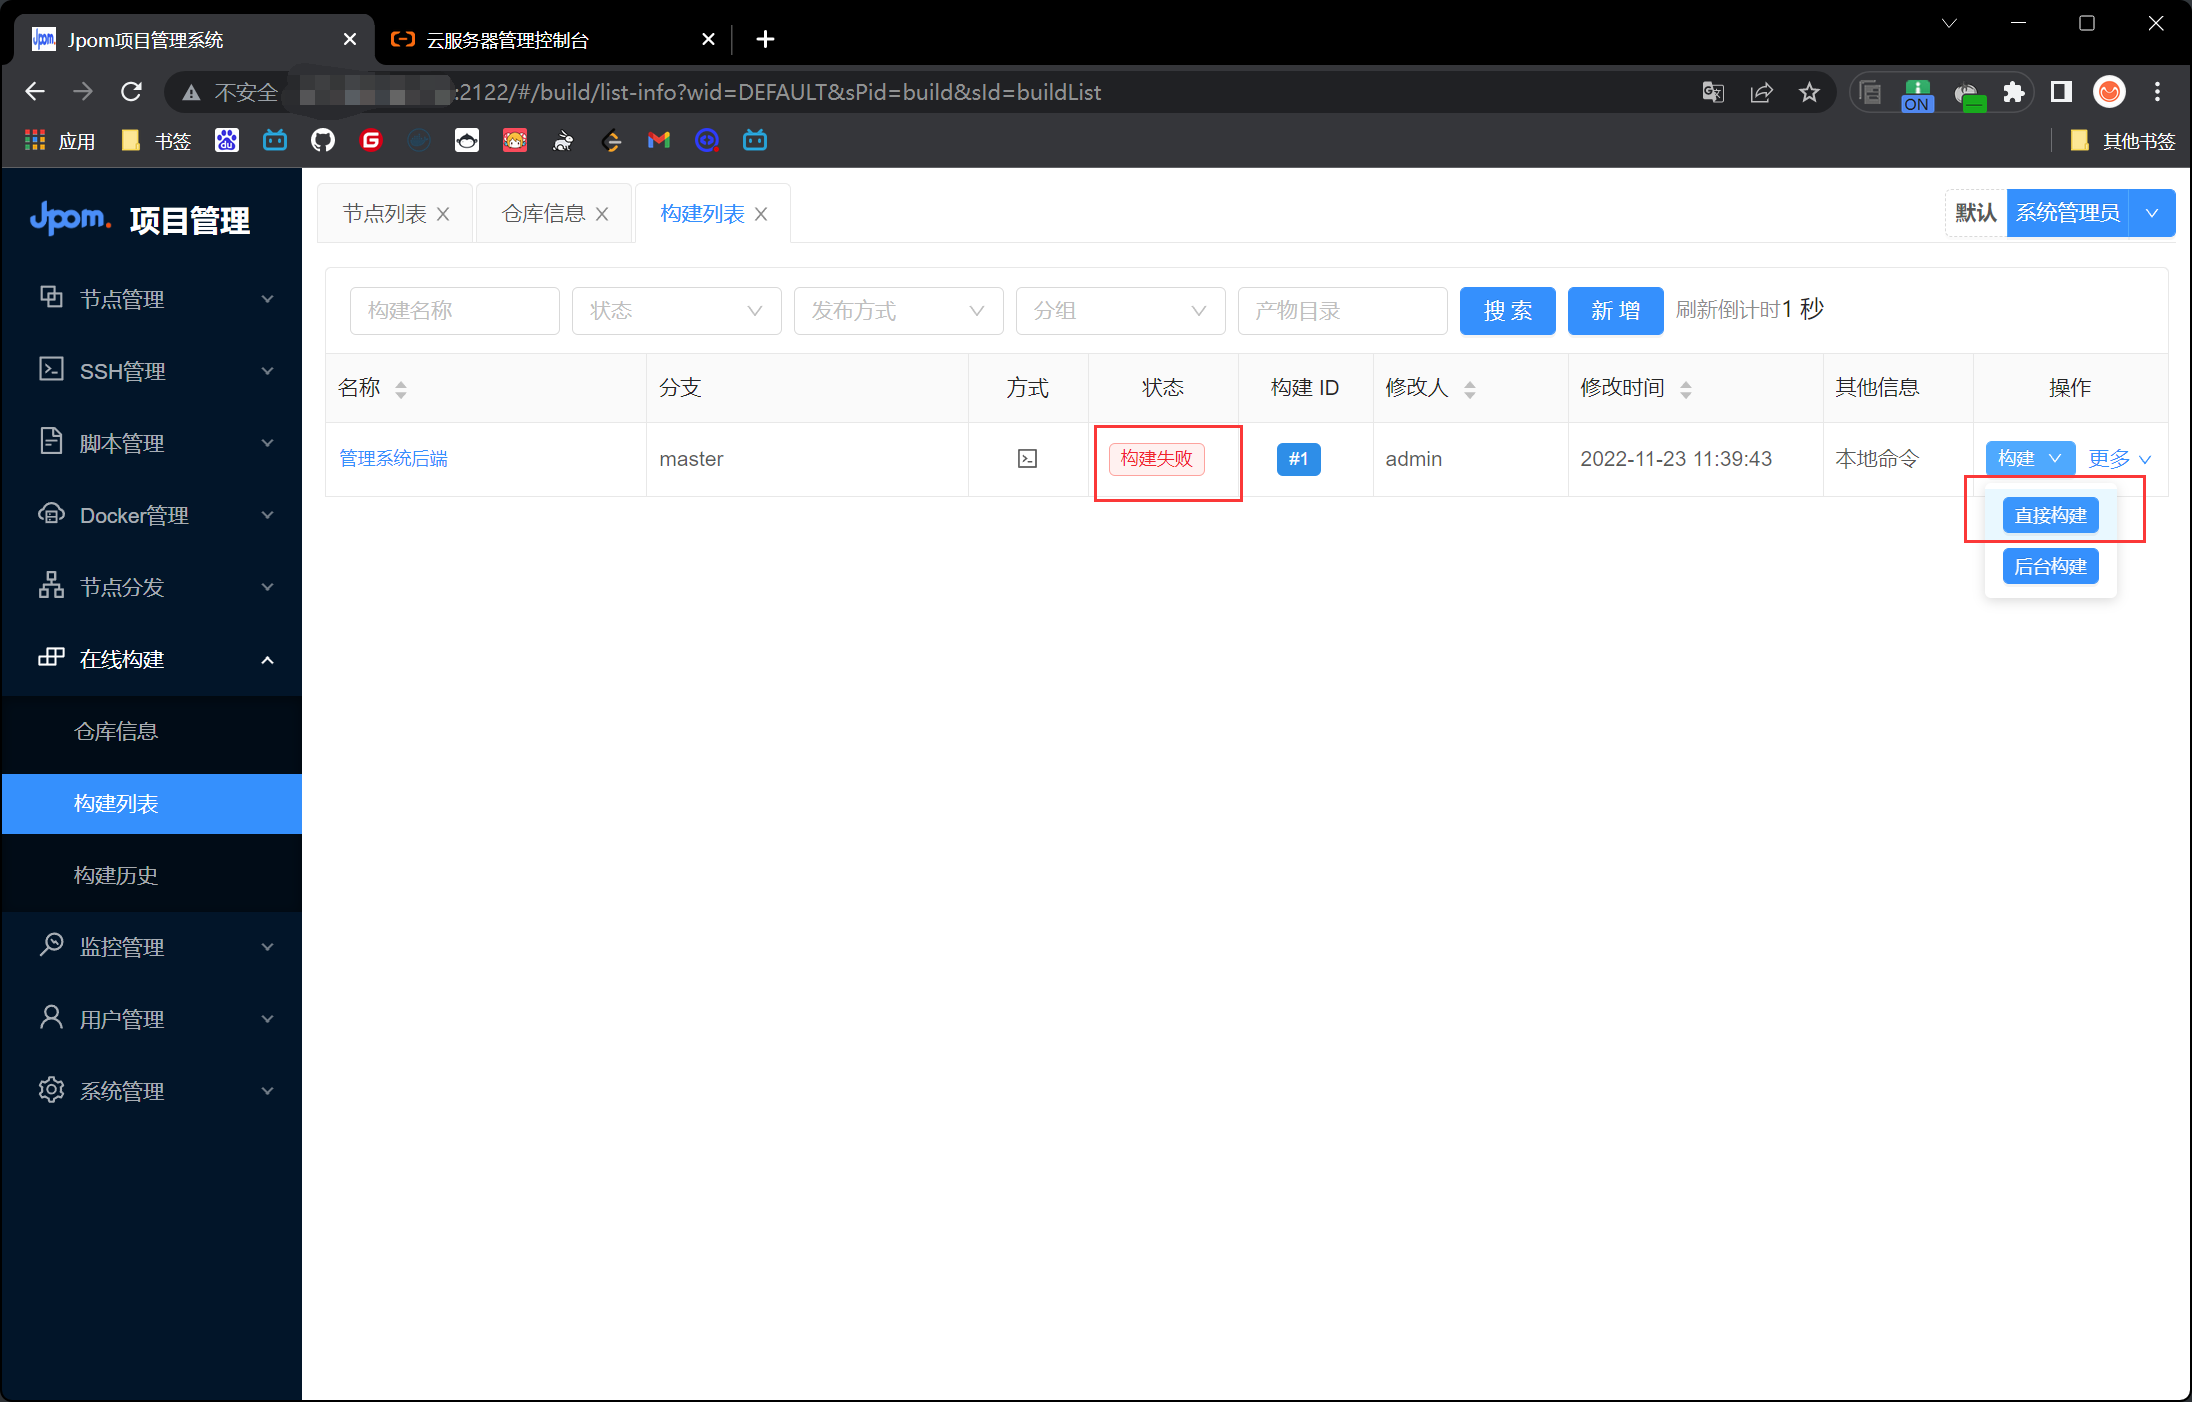 Jpom项目管理系统
云服务器管理控制台
不安全
:2122/#/build/list-info?wid=DEFAULT&sPid=build&sId=buildList
ON
应用
书签
du
其他书签
Jpom. 项目管理
节点列表
仓库信息
构建列表
默认
系统管理员
节点管理
SSH管理
脚本管理
Docker管理
节点分发
在线构建
仓库信息
构建列表
构建历史
监控管理
用户管理
系统管理
构建名称
状态
发布方式
分组
产物目录
搜 索
新 增
刷新倒计时1 秒
名称
分支
方式
状态
构建 ID
修改人
修改时间
其他信息
操作
管理系统后端
master
构建失败
#1
admin
2022-11-23 11:39:43
本地命令
构建
更多
直接构建
后台构建